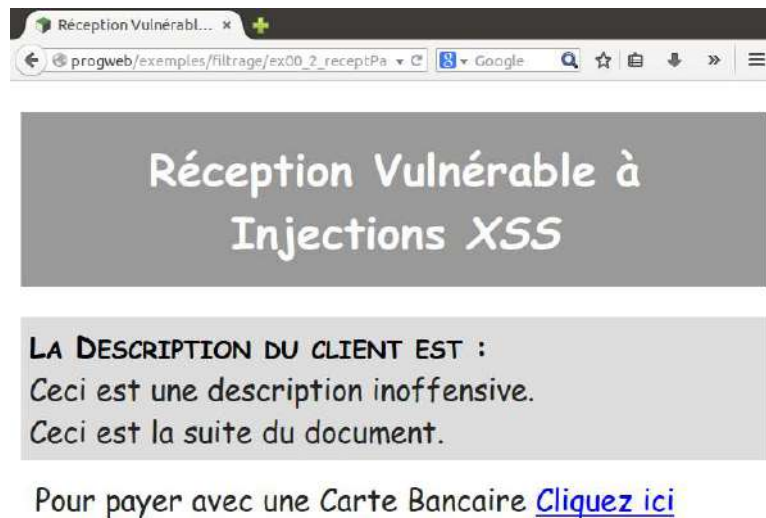 Réception Vulnérabl... ×
progweb/exemples/filtrage/ex00_2_receptPa
Google
Réception Vulnérable à
Injections XSS
LA DESCRIPTION DU CLIENT EST :
Ceci est une description inoffensive.
Ceci est la suite du document.
Pour payer avec une Carte Bancaire Cliquez ici